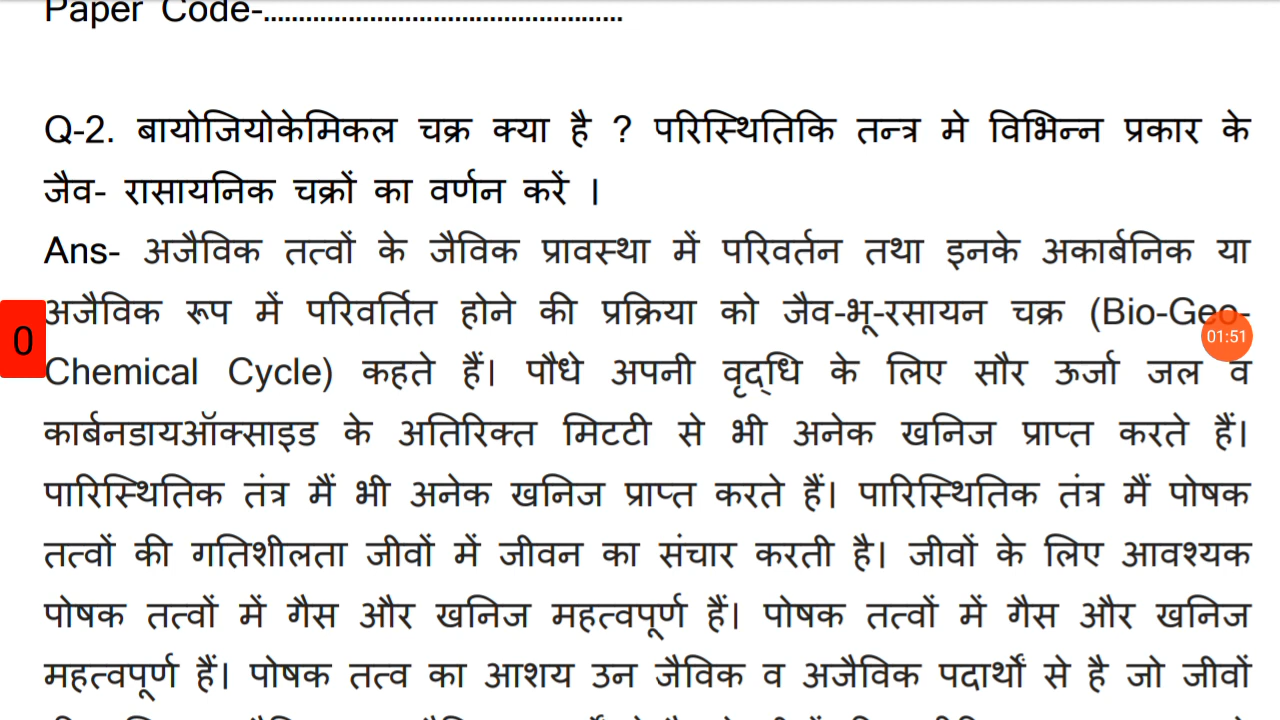 Paper Code-...................................................
Q-2. बायोजियोकेमिकल चक्र क्या है ? परिस्थितिकि तन्त्र मे विभिन्न प्रकार के
जैव- रासायनिक चक्रों का वर्णन करें ।
Ans- अजैविक तत्वों के जैविक प्रावस्था में परिवर्तन तथा इनके अकार्बनिक या
अजैविक रूप में परिवर्तित होने की प्रक्रिया को जैव-भू-रसायन चक्र (Bio-Geo-
0
01:51
Chemical Cycle) कहते हैं। पौधे अपनी वृद्धि के लिए सौर ऊर्जा जल व
कार्बनडायऑक्साइड के अतिरिक्त मिटटी से भी अनेक खनिज प्राप्त करते हैं।
पारिस्थितिक तंत्र मैं भी अनेक खनिज प्राप्त करते हैं। पारिस्थितिक तंत्र मैं पोषक
तत्वों की गतिशीलता जीवों में जीवन का संचार करती है। जीवों के लिए आवश्यक
पोषक तत्वों में गैस और खनिज महत्वपूर्ण हैं। पोषक तत्वों में गैस और खनिज
महत्वपूर्ण हैं। पोषक तत्व का आशय उन जैविक व अजैविक पदार्थों से है जो जीवों